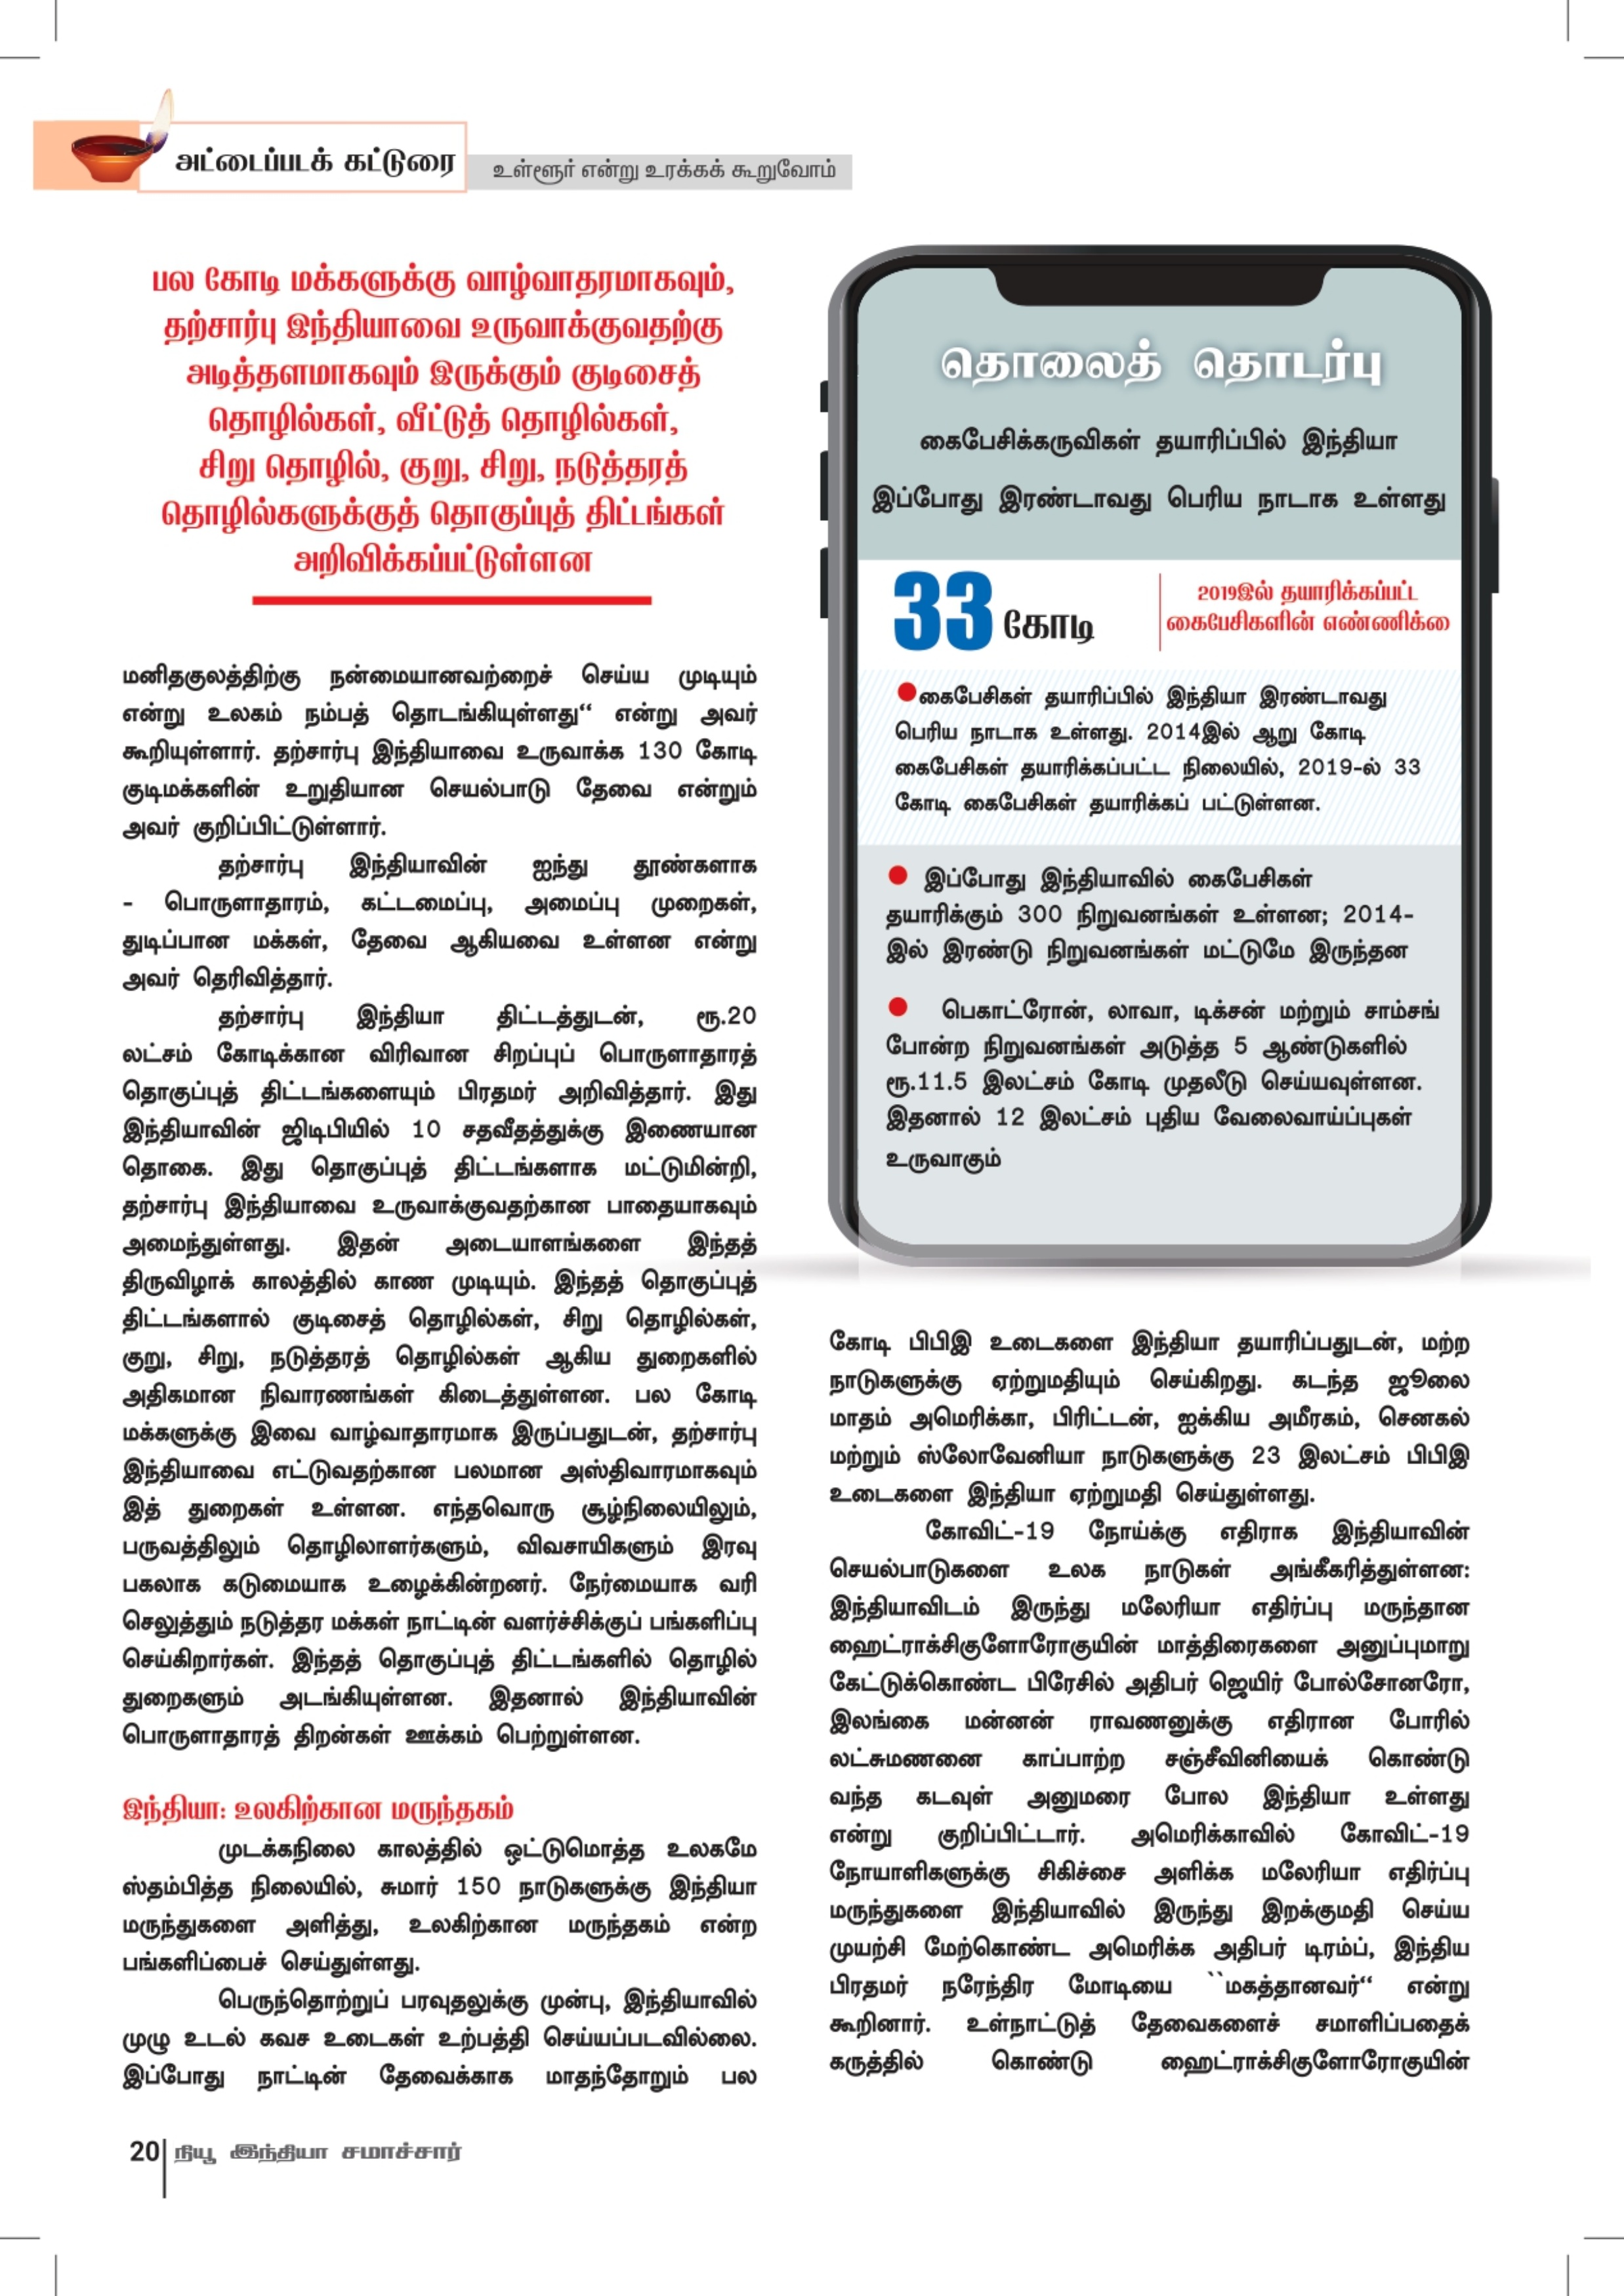 அட்டைப்படக் கட்டுரை
உள்ளூர் என்று உரக்கக் கூறுவோம்
பல கோடி மக்களுக்கு வாழ்வாதரமாகவும்,
தற்சார்பு இந்தியாவை உருவாக்குவதற்கு
அடித்தளமாகவும் இருக்கும் குடிசைத்
தொழில்கள், வீட்டுத் தொழில்கள்,
சிறு தொழில், குறு, சிறு, நடுத்தரத்
தொழில்களுக்குத் தொகுப்புத் திட்டங்கள்
அறிவிக்கப்பட்டுள்ளன
மனிதகுலத்திற்கு நன்மையானவற்றைச் செய்ய முடியும்
என்று உலகம் நம்பத் தொடங்கியுள்ளது“ என்று அவர்
கூறியுள்ளார். தற்சார்பு இந்தியாவை உருவாக்க 130 கோடி
குடிமக்களின் உறுதியான செயல்பாடு தேவை என்றும்
அவர் குறிப்பிட்டுள்ளார்.
தற்சார்பு இந்தியாவின் ஐந்து தூண்களாக
- பொருளாதாரம், கட்டமைப்பு, அமைப்பு முறைகள்,
துடிப்பான மக்கள், தேவை ஆகியவை உள்ளன என்று
அவர் தெரிவித்தார்.
தற்சார்பு இந்தியா திட்டத்துடன், ரூ.20
லட்சம் கோடிக்கான விரிவான சிறப்புப் பொருளாதாரத்
தொகுப்புத் திட்டங்களையும் பிரதமர் அறிவித்தார். இது
இந்தியாவின் ஜிடிபியில் 10 சதவீதத்துக்கு இணையான
தொகை. இது தொகுப்புத் திட்டங்களாக மட்டுமின்றி,
தற்சார்பு இந்தியாவை உருவாக்குவதற்கான பாதையாகவும்
அமைந்துள்ளது. இதன் அடையாளங்களை இந்தத்
திருவிழாக் காலத்தில் காண முடியும். இந்தத் தொகுப்புத்
திட்டங்களால் குடிசைத் தொழில்கள், சிறு தொழில்கள்,
குறு, சிறு, நடுத்தரத் தொழில்கள் ஆகிய துறைகளில்
அதிகமான நிவாரணங்கள் கிடைத்துள்ளன. பல கோடி
மக்களுக்கு இவை வாழ்வாதாரமாக இருப்பதுடன், தற்சார்பு
இந்தியாவை எட்டுவதற்கான பலமான அஸ்திவாரமாகவும்
இத் துறைகள் உள்ளன. எந்தவொரு சூழ்நிலையிலும்,
பருவத்திலும் தொழிலாளர்களும், விவசாயிகளும் இரவு
பகலாக கடுமையாக உழைக்கின்றனர். நேர்மையாக வரி
செலுத்தும் நடுத்தர மக்கள் நாட்டின் வளர்ச்சிக்குப் பங்களிப்பு
செய்கிறார்கள். இந்தத் தொகுப்புத் திட்டங்களில் தொழில்
துறைகளும் அடங்கியுள்ளன. இதனால் இந்தியாவின்
பொருளாதாரத் திறன்கள் ஊக்கம் பெற்றுள்ளன.
இந்தியா: உலகிற்கான மருந்தகம்
முடக்கநிலை காலத்தில் ஒட்டுமொத்த உலகமே
ஸ்தம்பித்த நிலையில், சுமார் 150 நாடுகளுக்கு இந்தியா
மருந்துகளை அளித்து, உலகிற்கான மருந்தகம் என்ற
பங்களிப்பைச் செய்துள்ளது.
பெருந்தொற்றுப் பரவுதலுக்கு முன்பு, இந்தியாவில்
முழு உடல் கவச உடைகள் உற்பத்தி செய்யப்படவில்லை.
இப்போது நாட்டின் தேவைக்காக மாதந்தோறும் பல
தொலைத் தொடர்பு
கைபேசிக்கருவிகள் தயாரிப்பில் இந்தியா
இப்போது இரண்டாவது பெரிய நாடாக உள்ளது
33 கோடி
2019இல் தயாரிக்கப்பட்ட
கைபேசிகளின் எண்ணிக்கை
●கைபேசிகள் தயாரிப்பில் இந்தியா இரண்டாவது
பெரிய நாடாக உள்ளது. 2014இல் ஆறு கோடி
கைபேசிகள் தயாரிக்கப்பட்ட நிலையில், 2019-ல் 33
கோடி கைபேசிகள் தயாரிக்கப் பட்டுள்ளன.
● இப்போது இந்தியாவில் கைபேசிகள்
தயாரிக்கும் 300 நிறுவனங்கள் உள்ளன; 2014-
இல் இரண்டு நிறுவனங்கள் மட்டுமே இருந்தன
● பெகாட்ரோன், லாவா, டிக்சன் மற்றும் சாம்சங்
போன்ற நிறுவனங்கள் அடுத்த 5 ஆண்டுகளில்
ரூ.11.5 இலட்சம் கோடி முதலீடு செய்யவுள்ளன.
இதனால் 12 இலட்சம் புதிய வேலைவாய்ப்புகள்
உருவாகும்
கோடி பிபிஇ உடைகளை இந்தியா தயாரிப்பதுடன், மற்ற
நாடுகளுக்கு ஏற்றுமதியும் செய்கிறது. கடந்த ஜூலை
மாதம் அமெரிக்கா, பிரிட்டன், ஐக்கிய அமீரகம், செனகல்
மற்றும் ஸ்லோவேனியா நாடுகளுக்கு 23 இலட்சம் பிபிஇ
உடைகளை இந்தியா ஏற்றுமதி செய்துள்ளது.
கோவிட்-19 நோய்க்கு எதிராக இந்தியாவின்
செயல்பாடுகளை உலக நாடுகள் அங்கீகரித்துள்ளன:
இந்தியாவிடம் இருந்து மலேரியா எதிர்ப்பு மருந்தான
ஹைட்ராக்சிகுளோரோகுயின் மாத்திரைகளை அனுப்புமாறு
கேட்டுக்கொண்ட பிரேசில் அதிபர் ஜெயிர் போல்சோனரோ,
இலங்கை மன்னன் ராவணனுக்கு எதிரான போரில்
லட்சுமணனை காப்பாற்ற சஞ்சீவினியைக் கொண்டு
வந்த கடவுள் அனுமரை போல இந்தியா உள்ளது
என்று குறிப்பிட்டார். அமெரிக்காவில் கோவிட்-19
நோயாளிகளுக்கு சிகிச்சை அளிக்க மலேரியா எதிர்ப்பு
மருந்துகளை இந்தியாவில் இருந்து இறக்குமதி செய்ய
முயற்சி மேற்கொண்ட அமெரிக்க அதிபர் டிரம்ப், இந்திய
பிரதமர் நரேந்திர மோடியை ``மகத்தானவர்“ என்று
கூறினார். உள்நாட்டுத் தேவைகளைச் சமாளிப்பதைக்
கருத்தில் கொண்டு ஹைட்ராக்சிகுளோரோகுயின்
20 நியூ இந்தியா சமாச்சார்